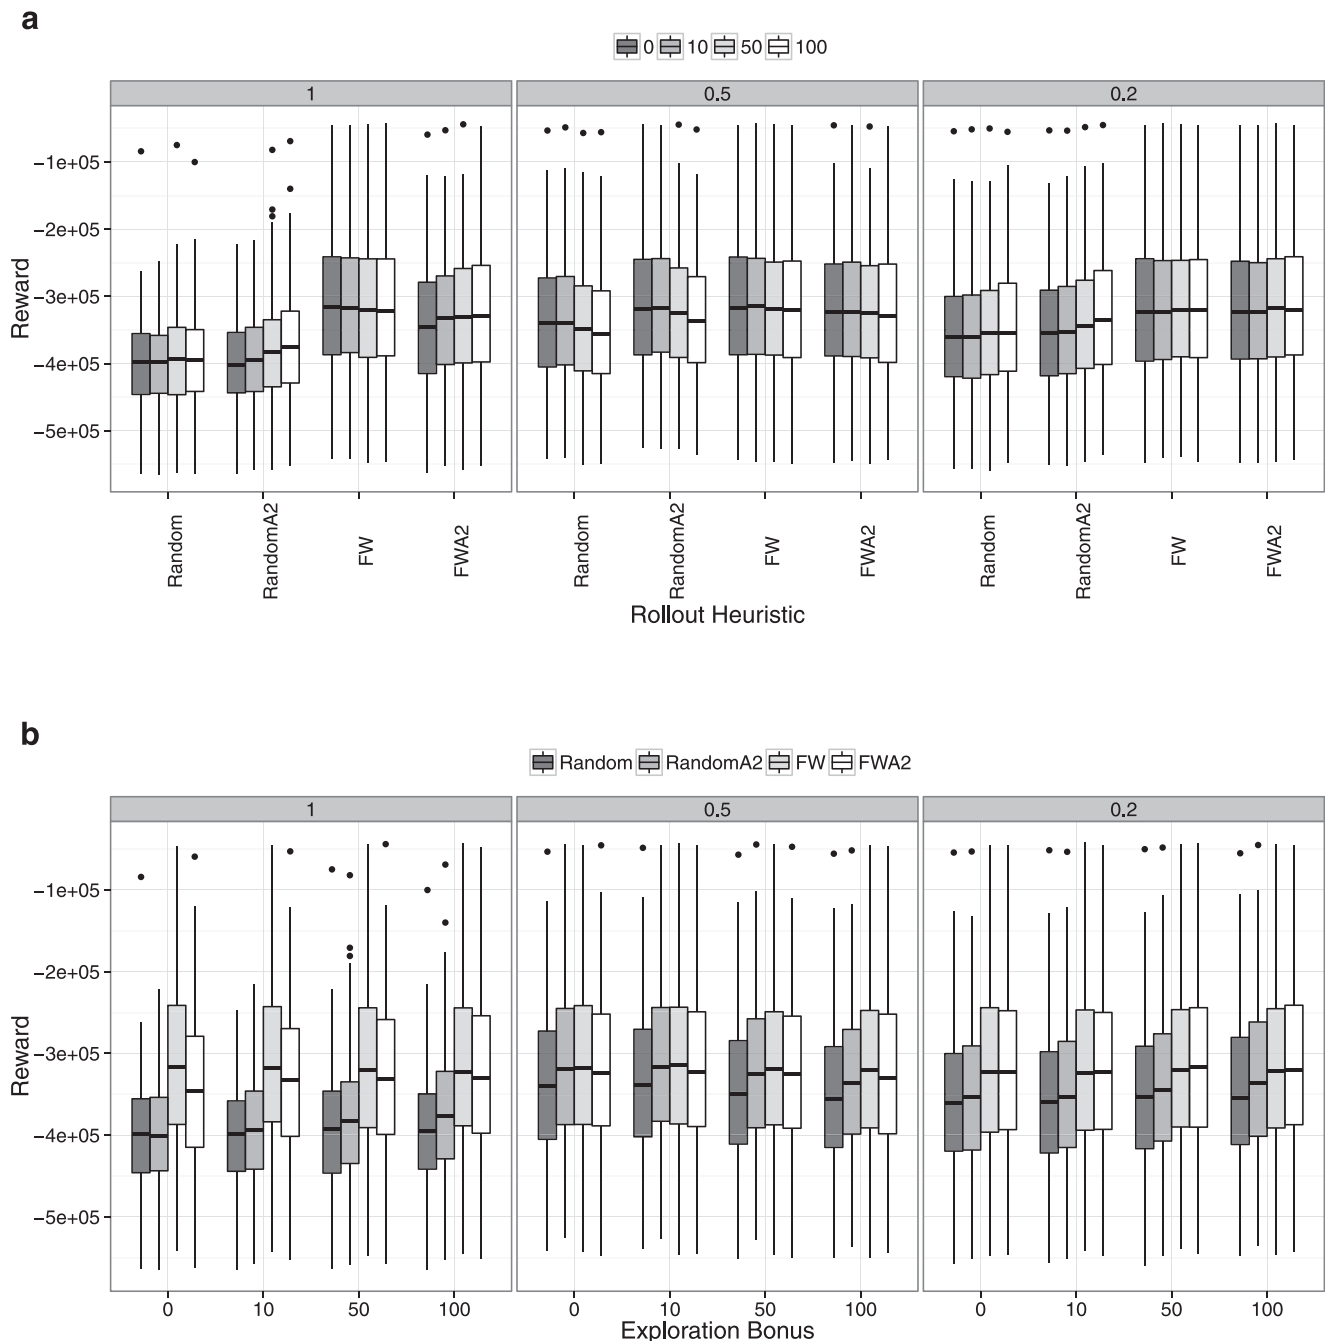 a
0 10 50 100
1 0.5 0.2
−1e+05
−2e+05
−3e+05
−4e+05
−5e+05
Reward
Random RandomA2 FW FWA2 Random RandomA2 FW FWA2 Random RandomA2 FW FWA2
Rollout Heuristic
b
Random RandomA2 FW FWA2
1 0.5 0.2
−1e+05
−2e+05
−3e+05
−4e+05
−5e+05
Reward
0 10 50 100 0 10 50 100 0 10 50 100
Exploration Bonus